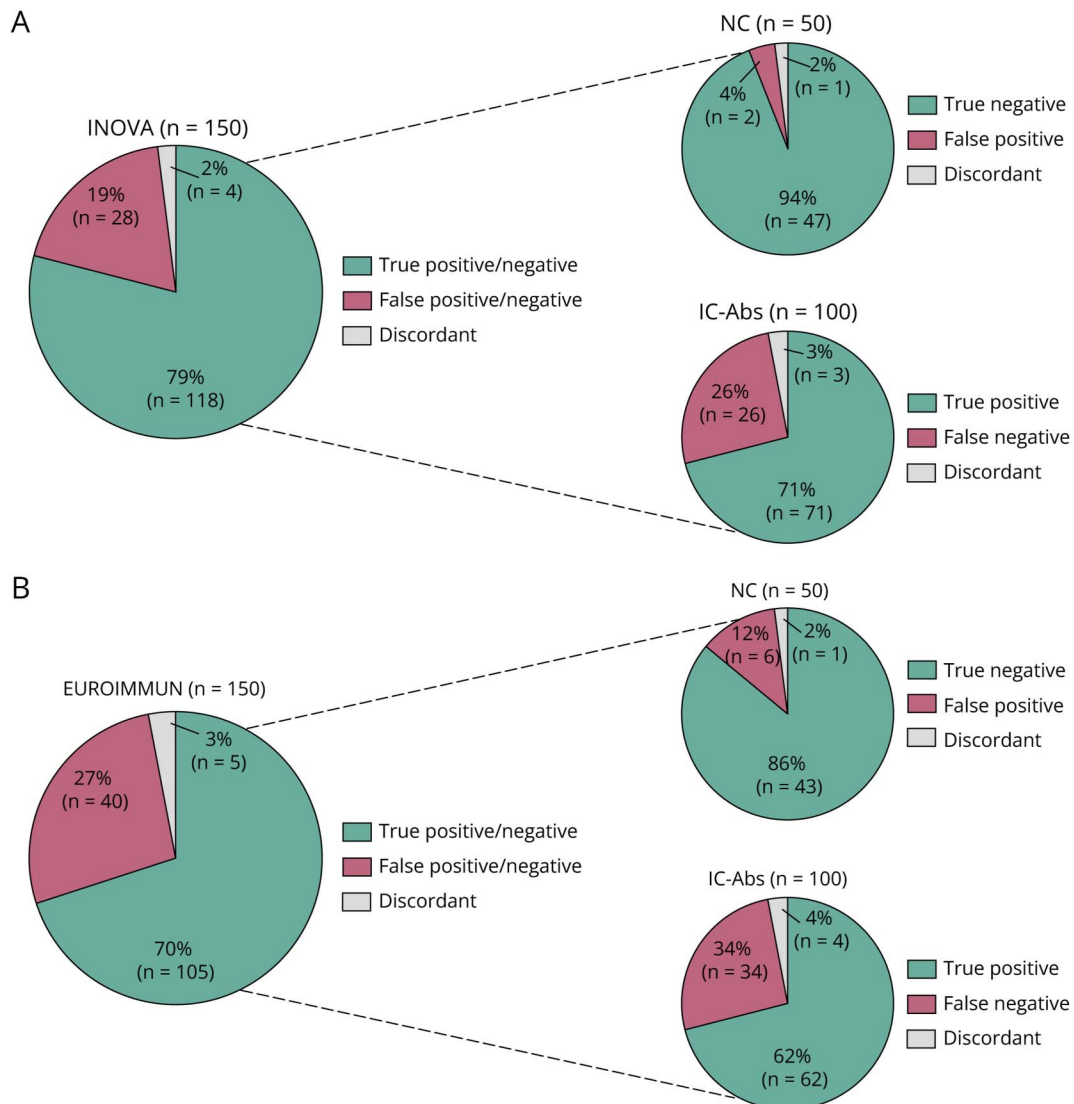 A
INOVA (n = 150)
2%
(n = 4)
19%
(n = 28)
79%
(n = 118)
True positive/negative
False positive/negative
Discordant
NC (n = 50)
2%
(n = 1)
4%
(n = 2)
94%
(n = 47)
True negative
False positive
Discordant
IC-Abs (n = 100)
3%
(n = 3)
26%
(n = 26)
71%
(n = 71)
True positive
False negative
Discordant
B
EUROIMMUN (n = 150)
3%
(n = 5)
27%
(n = 40)
70%
(n = 105)
True positive/negative
False positive/negative
Discordant
NC (n = 50)
12%
(n = 6)
2%
(n = 1)
86%
(n = 43)
True negative
False positive
Discordant
IC-Abs (n = 100)
4%
(n = 4)
34%
(n = 34)
62%
(n = 62)
True positive
False negative
Discordant